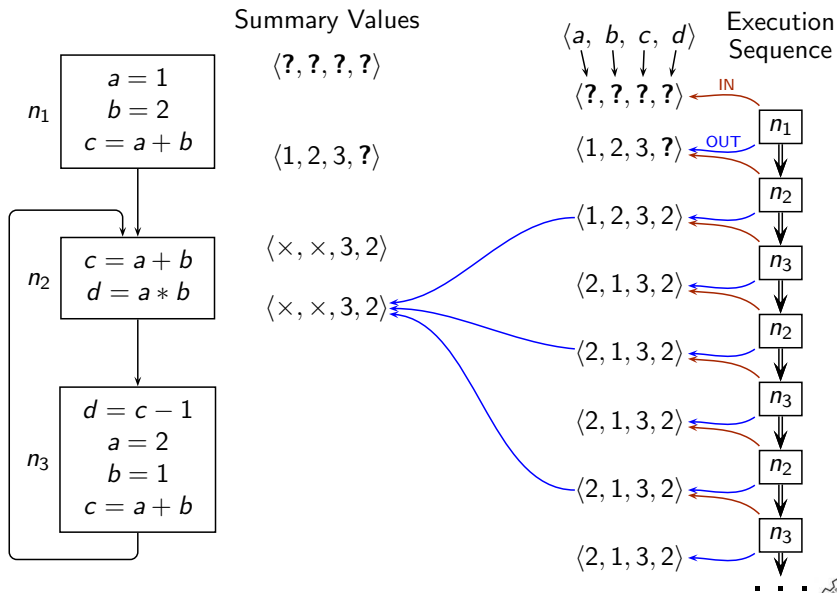 Summary Values
Execution
Sequence
⟨a, b, c, d⟩
n1
a = 1
b = 2
c = a + b
⟨?, ?, ?, ?⟩
⟨1, 2, 3, ?⟩
n2
c = a + b
d = a ∗ b
⟨×, ×, 3, 2⟩
⟨×, ×, 3, 2⟩
n3
d = c − 1
a = 2
b = 1
c = a + b
⟨?, ?, ?, ?⟩
IN
n1
OUT
⟨1, 2, 3, ?⟩
n2
⟨1, 2, 3, 2⟩
n3
⟨2, 1, 3, 2⟩
n2
⟨2, 1, 3, 2⟩
n3
⟨2, 1, 3, 2⟩
n2
⟨2, 1, 3, 2⟩
n3
⟨2, 1, 3, 2⟩
. . .